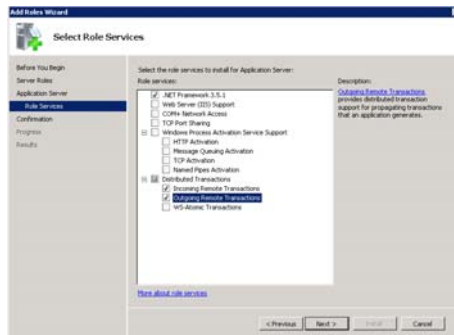 Add Roles Wizard
Select Role Services
Before You Begin
Server Roles
Application Server
Role Services
Confirmation
Progress
Results
Select the role services to install for Application Server:
Role services:
.NET Framework 3.5.1
Web Server (IIS) Support
COM+ Network Access
TCP Port Sharing
Windows Process Activation Service Support
HTTP Activation
Message Queuing Activation
TCP Activation
Named Pipes Activation
Distributed Transactions
Incoming Remote Transactions
Outgoing Remote Transactions
WS-Atomic Transactions
Description:
Outgoing Remote Transactions
provides distributed transaction
support for propagating transactions
that an application generates.
More about role services
< Previous
Next >
Install
Cancel